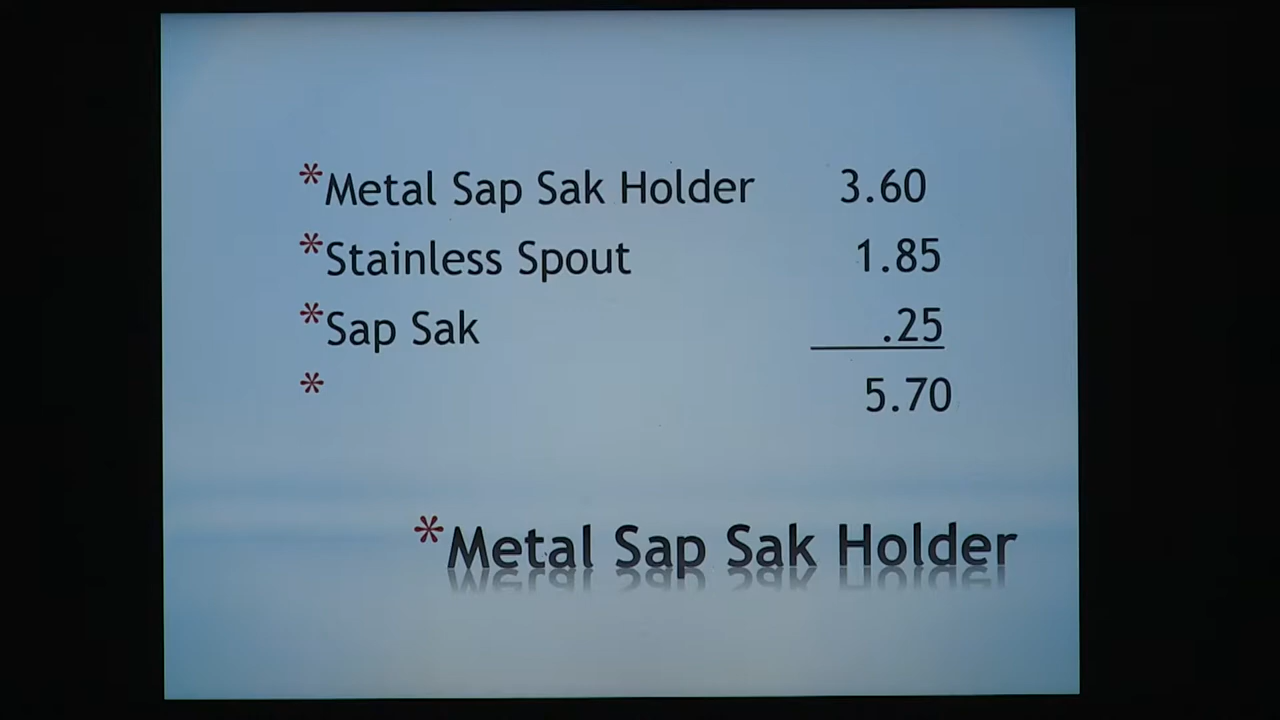 *Metal Sap Sak Holder 3.60
*Stainless Spout 1.85
*Sap Sak .25
* 5.70
*Metal Sap Sak Holder